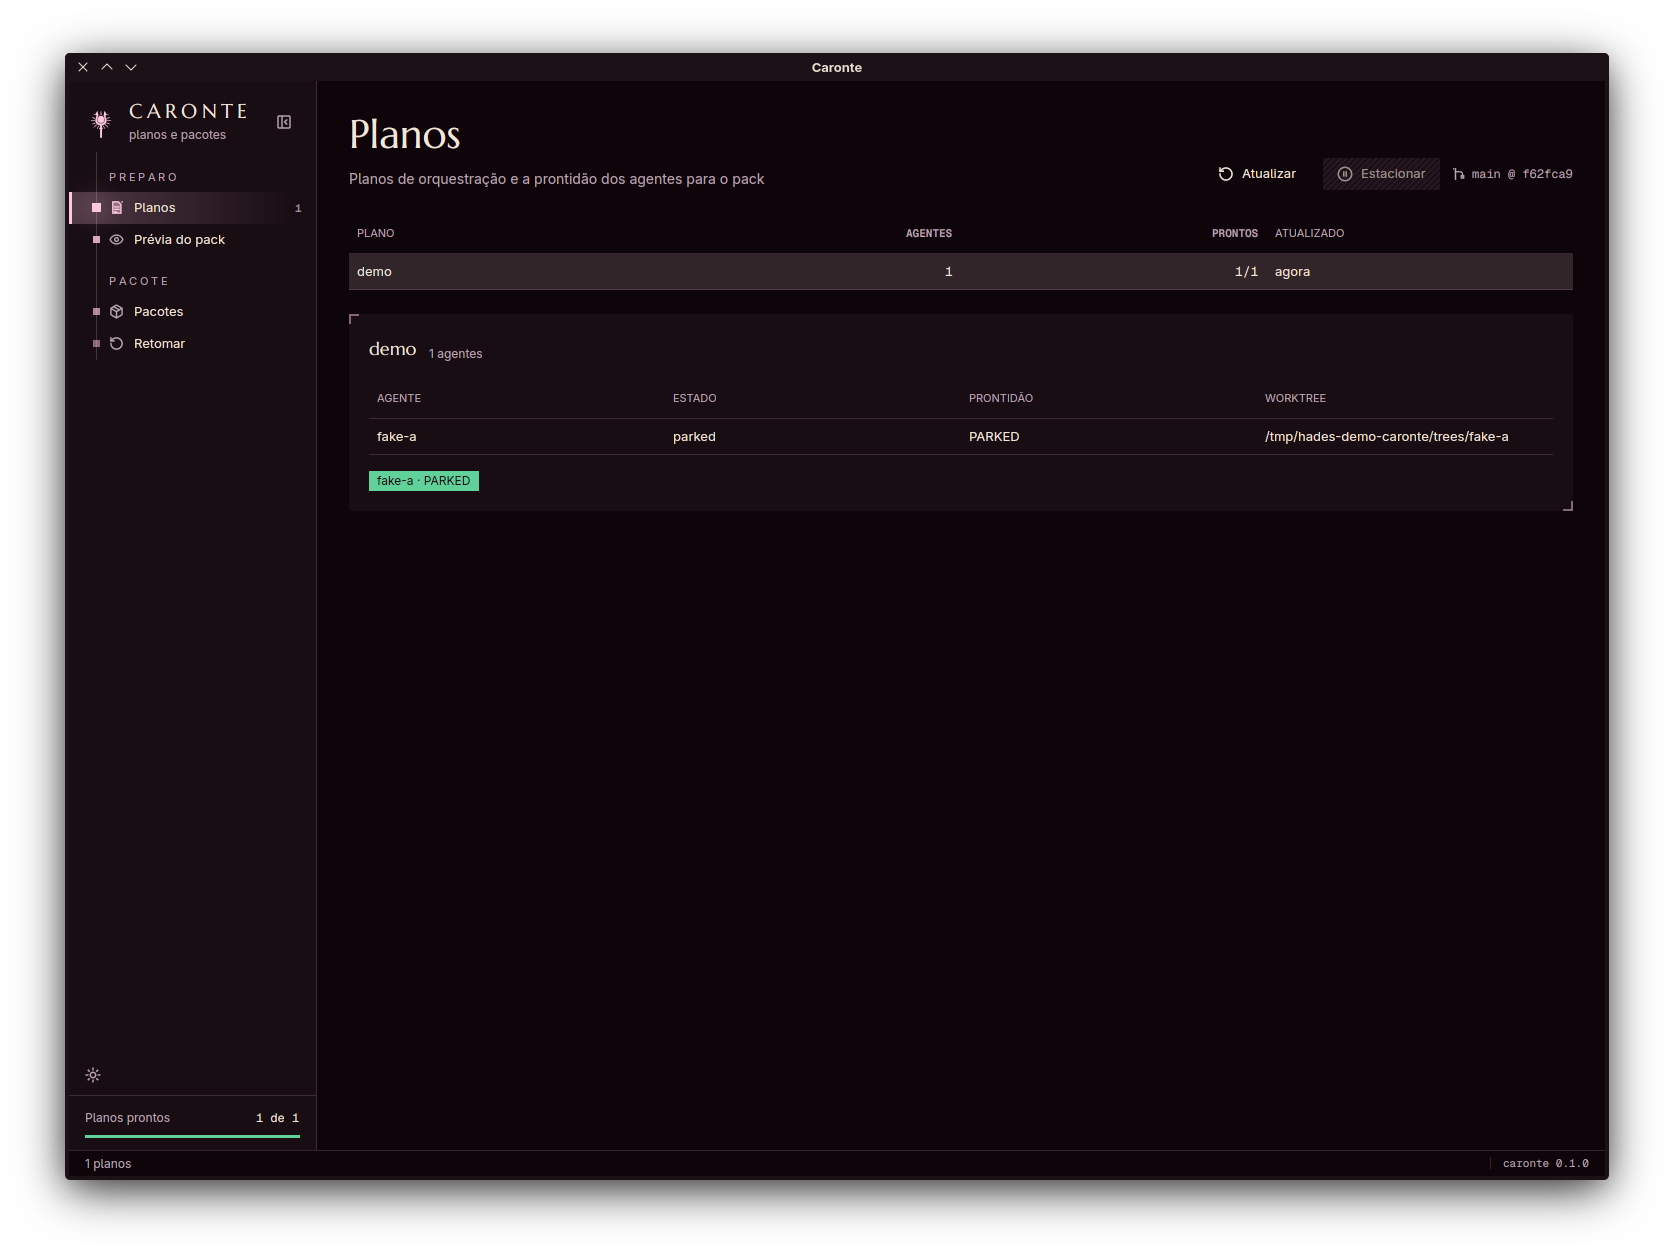 Caronte
CARONTE
planos e pacotes
PREPARO
Planos 1
Prévia do pack
PACOTE
Pacotes
Retomar
Planos prontos 1 de 1
Planos
Planos de orquestração e a prontidão dos agentes para o pack
Atualizar Estacionar main @ f62fca9
PLANO AGENTES PRONTOS ATUALIZADO
demo 1 1/1 agora
demo 1 agentes
AGENTE ESTADO PRONTIDÃO WORKTREE
fake-a parked PARKED /tmp/hades-demo-caronte/trees/fake-a
fake-a · PARKED
1 planos caronte 0.1.0